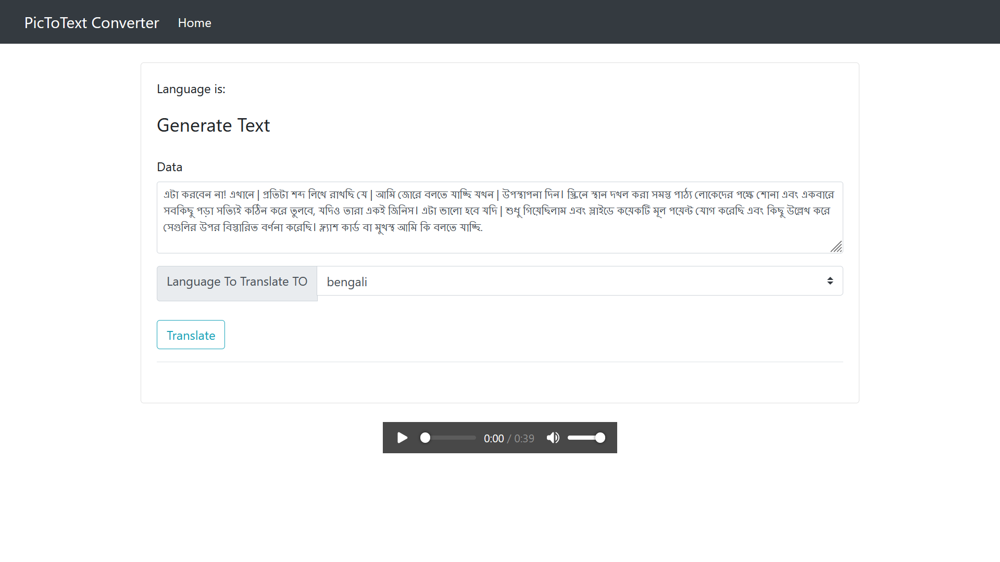 PicToText Converter Home
Language is:
Generate Text
Data
এটা করবেন না! এখানে | প্রতিটা শব্দ লিখে রাখছি যে | আমি জোরে বলতে যাচ্ছি যখন | উপস্থাপনা দিন। স্ক্রিনে স্থান দখল করা সমস্ত পাঠ্য লোকেদের পক্ষে শোনা এবং একবারে
সবকিছু পড়া সত্যিই কঠিন করে তুলবে, যদিও তারা একই জিনিস। এটা ভালো হবে যদি | শুধু গিয়েছিলাম এবং স্লাইডে কয়েকটি মূল পয়েন্ট যোগ করেছি এবং কিছু উল্লেখ করে
সেগুলির উপর বিস্তারিত বর্ণনা করেছি। ফ্ল্যাশ কার্ড বা মুখস্থ আমি কি বলতে যাচ্ছি.
Language To Translate TO bengali
Translate
0:00 / 0:39